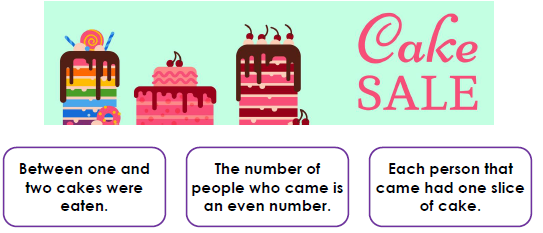 Cake
SALE
Between one and
two cakes were
eaten.
The number of
people who came is
an even number.
Each person that
came had one slice
of cake.